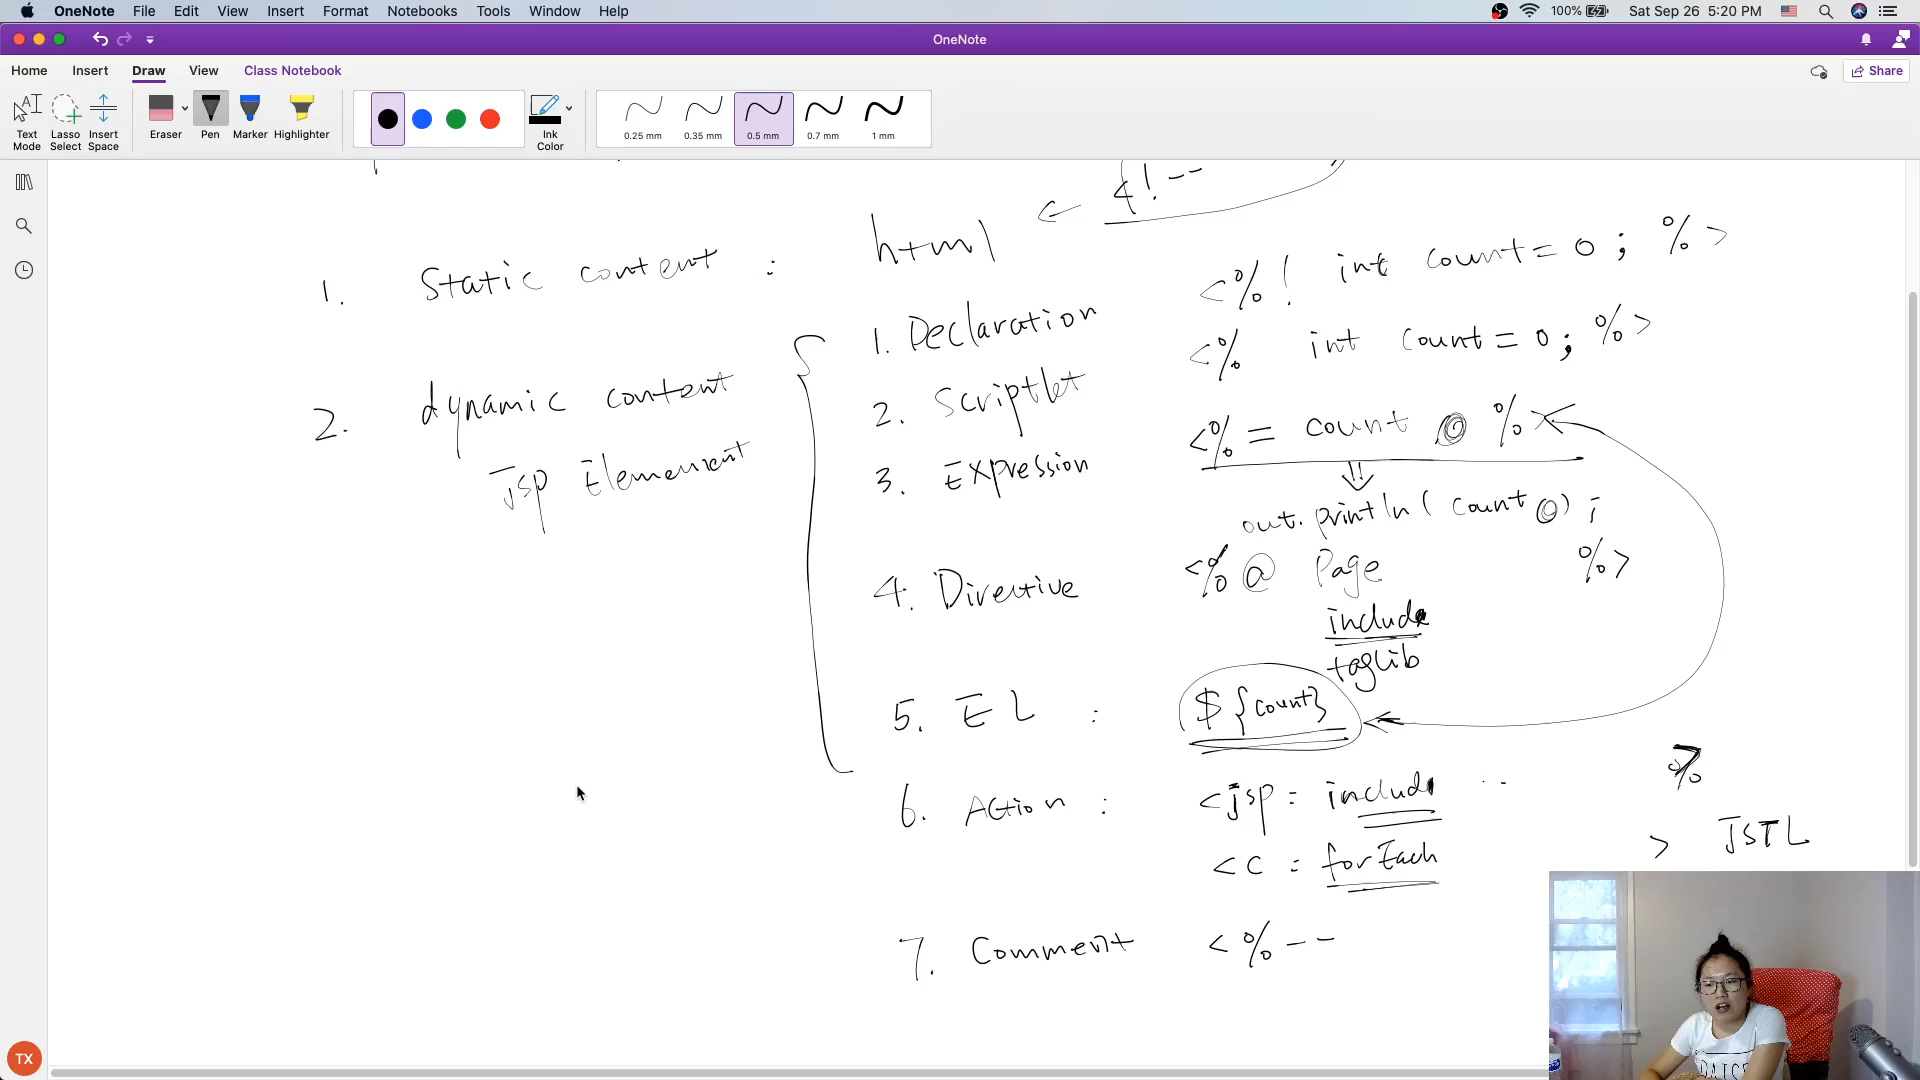 OneNote File Edit View Insert Format Notebooks Tools Window Help 100% Sat Sep 26 5:20 PM
OneNote
Home Insert Draw View Class Notebook Share
Text Mode Lasso Select Insert Space Eraser Pen Marker Highlighter Ink Color 0.25 mm 0.35 mm 0.5 mm 0.7 mm 1 mm
<!--
html
1. Static content :
<%! int count = 0 ; %>
1. Declaration
<% int count = 0 ; %>
2. dynamic content
2. Scriptlet
<%= count %>
JSP Elemement
3. Expression
out.println( count ) ;
4. Directive <%@ Page %>
include
taglib
5. EL : ${count}
%
6. Action : <jsp : include ..
> JSTL
<c : forEach
7. Comment <%--
TX